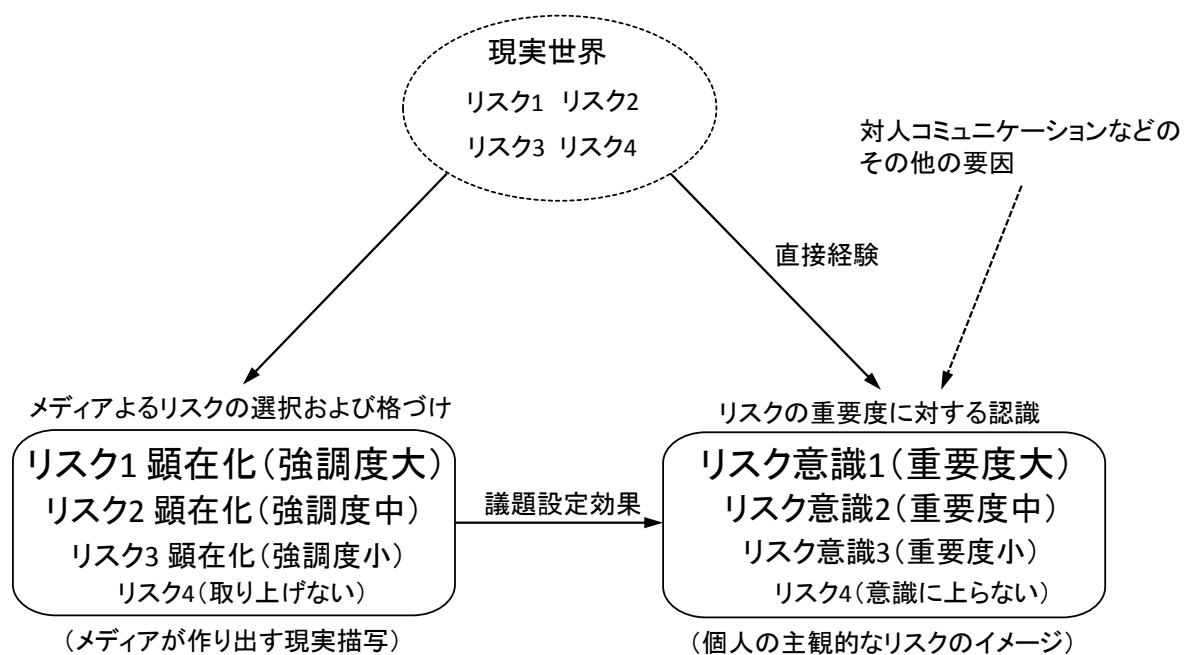 現実世界
リスク1 リスク2
リスク3 リスク4
対人コミュニケーションなどの
その他の要因
直接経験
メディアよるリスクの選択および格づけ
リスク1 顕在化(強調度大)
リスク2 顕在化(強調度中)
リスク3 顕在化(強調度小)
リスク4(取り上げない)
(メディアが作り出す現実描写)
議題設定効果
リスクの重要度に対する認識
リスク意識1(重要度大)
リスク意識2(重要度中)
リスク意識3(重要度小)
リスク4(意識に上らない)
(個人の主観的なリスクのイメージ)